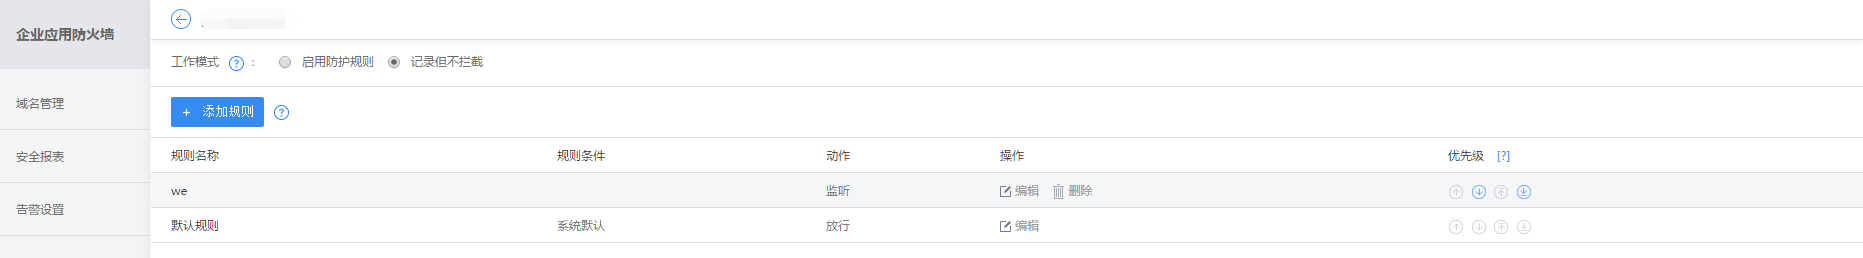 企业应用防火墙
域名管理
安全报表
告警设置
工作模式 ? : 启用防护规则 记录但不拦截
+ 添加规则 ?
规则名称 规则条件 动作 操作 优先级 [?]
we 监听 编辑 删除
默认规则 系统默认 放行 编辑